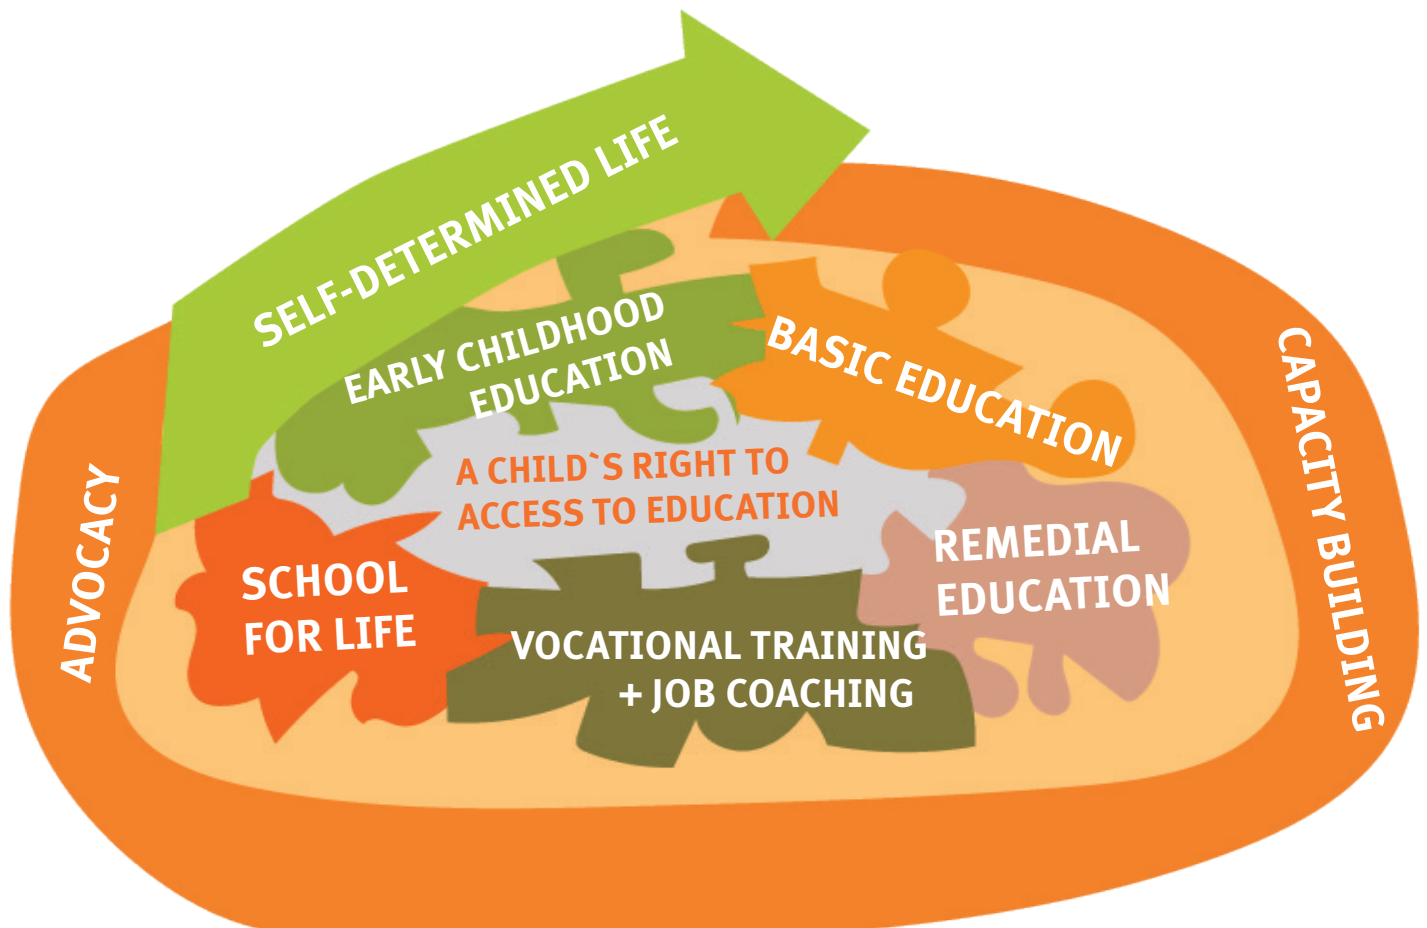 SELF-DETERMINED LIFE
EARLY CHILDHOOD
EDUCATION
BASIC EDUCATION
A CHILD`S RIGHT TO
ACCESS TO EDUCATION
REMEDIAL
EDUCATION
SCHOOL
FOR LIFE
VOCATIONAL TRAINING
+ JOB COACHING
ADVOCACY
CAPACITY BUILDING